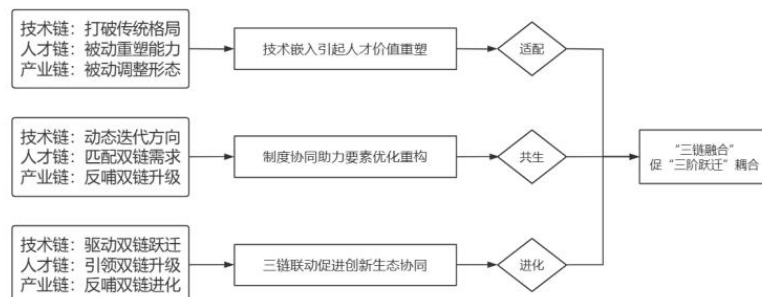 技术链：打破传统格局
人才链：被动重塑能力
产业链：被动调整形态
技术嵌入引起人才价值重塑
适配
技术链：动态迭代方向
人才链：匹配双链需求
产业链：反哺双链升级
制度协同助力要素优化重构
共生
“三链融合”
促“三阶跃迁”耦合
技术链：驱动双链跃迁
人才链：引领双链升级
产业链：反哺双链进化
三链联动促进创新生态协同
进化